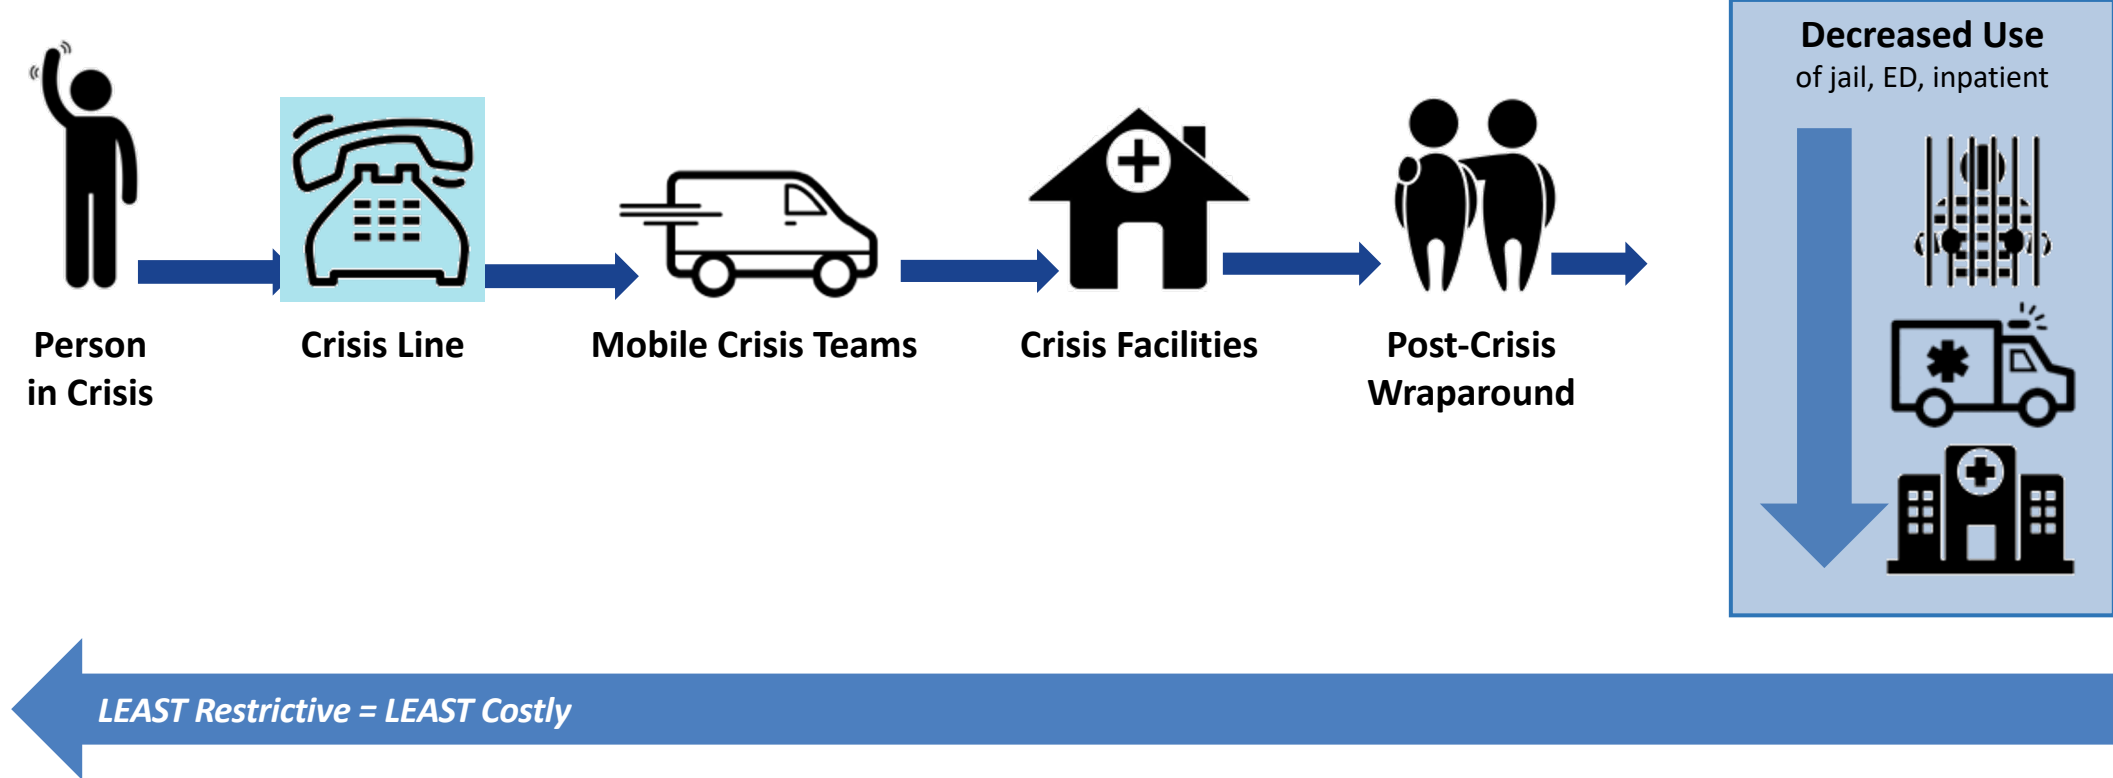 Decreased Use
of jail, ED, inpatient
Person
in Crisis
Crisis Line
Mobile Crisis Teams
Crisis Facilities
Post-Crisis
Wraparound
LEAST Restrictive = LEAST Costly